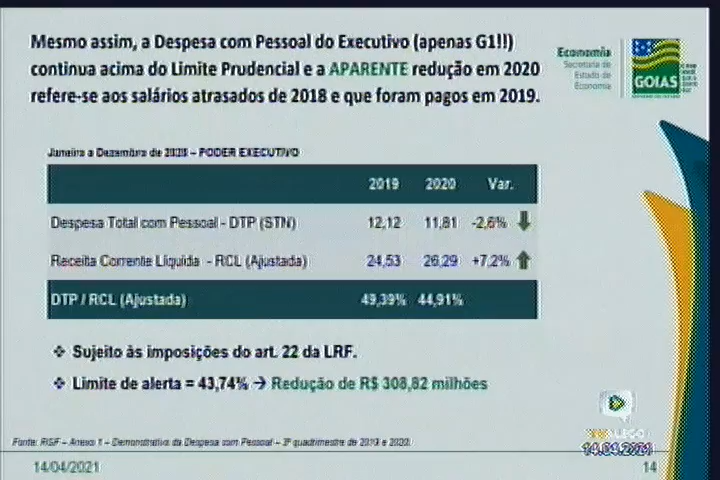 Mesmo assim, a Despesa com Pessoal do Executivo (apenas G1!!)
continua acima do Limite Prudencial e a APARENTE redução em 2020
refere-se aos salários atrasados de 2018 e que foram pagos em 2019.
Economia
Secretaria de
Estado de
Economia
GOIÁS
Janeiro a Dezembro de 2020 – PODER EXECUTIVO
2019 2020 Var.
Despesa Total com Pessoal - DTP (STN) 12,12 11,81 -2,6%
Receita Corrente Líquida - RCL (Ajustada) 24,53 26,29 +7,2%
DTP / RCL (Ajustada) 49,39% 44,91%
❖ Sujeito às imposições do art. 22 da LRF.
❖ Limite de alerta = 43,74% → Redução de R$ 308,82 milhões
Fonte: RGF – Anexo 1 – Demonstrativo da Despesa com Pessoal – 3º quadrimestre de 2019 e 2020.
14.04.2021
14/04/2021
14